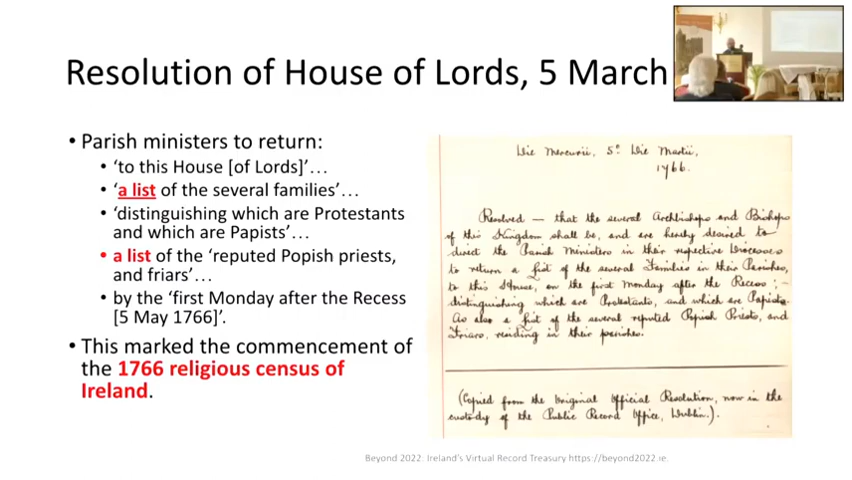 Resolution of House of Lords, 5 March
• Parish ministers to return:
• ‘to this House [of Lords]’…
• ‘a list of the several families’…
• ‘distinguishing which are Protestants
and which are Papists’…
• a list of the ‘reputed Popish priests,
and friars’…
• by the ‘first Monday after the Recess
[5 May 1766]’.
• This marked the commencement of
the 1766 religious census of
Ireland.
Die Mercurii, 5º Die Martii,
1766.
Resolved — that the several Archbishops and Bishops
of this Kingdom shall be, and are hereby desired to
direct the Parish Ministers in their respective Dioceses
to return a List of the several Families in their Parishes,
to this House, on the first Monday after the Recess;
distinguishing which are Protestants, and which are Papists.
As also a List of the several reputed Popish Priests, and
Friars, residing in their parishes.
(Copied from the Original Official Resolution, now in the
custody of the Public Record Office, Dublin.).
Beyond 2022: Ireland's Virtual Record Treasury https://beyond2022.ie.